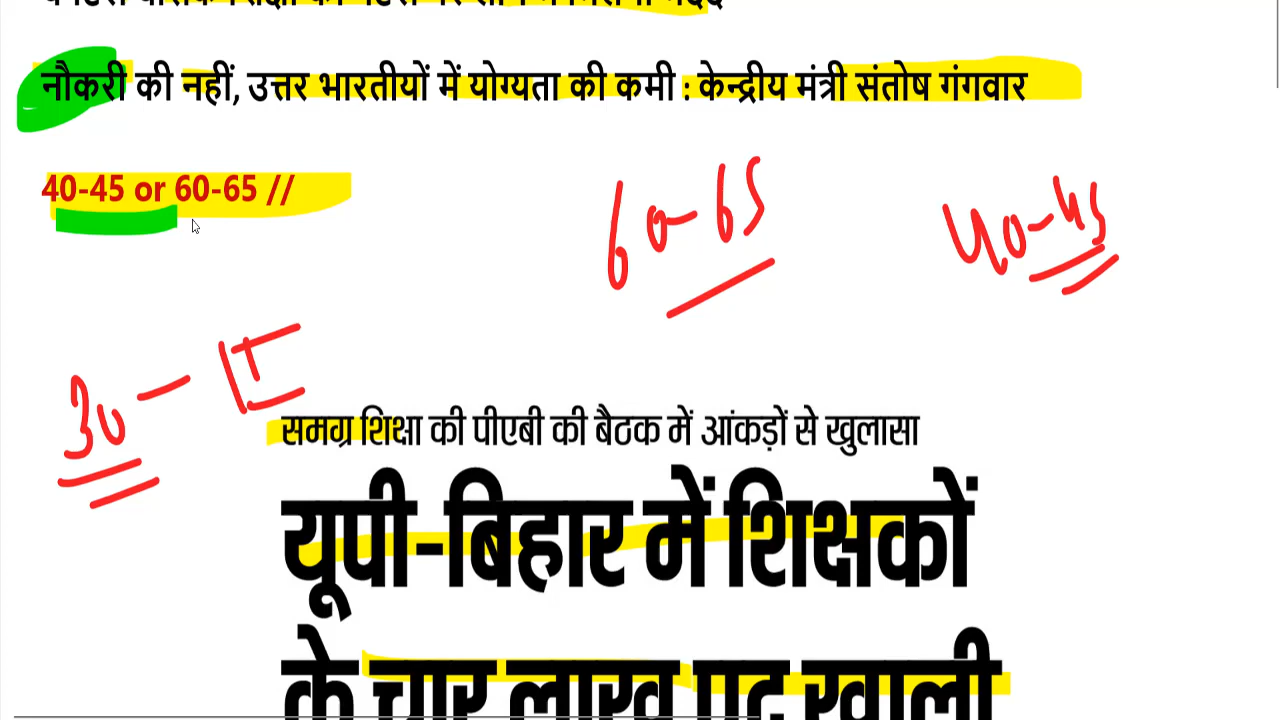 नौकरी की नहीं, उत्तर भारतीयों में योग्यता की कमी : केन्द्रीय मंत्री संतोष गंगवार
40-45 or 60-65 //
60-65
40-45
30 -
समग्र शिक्षा की पीएबी की बैठक में आंकड़ों से खुलासा
यूपी-बिहार में शिक्षकों
के चार लाख पद खाली